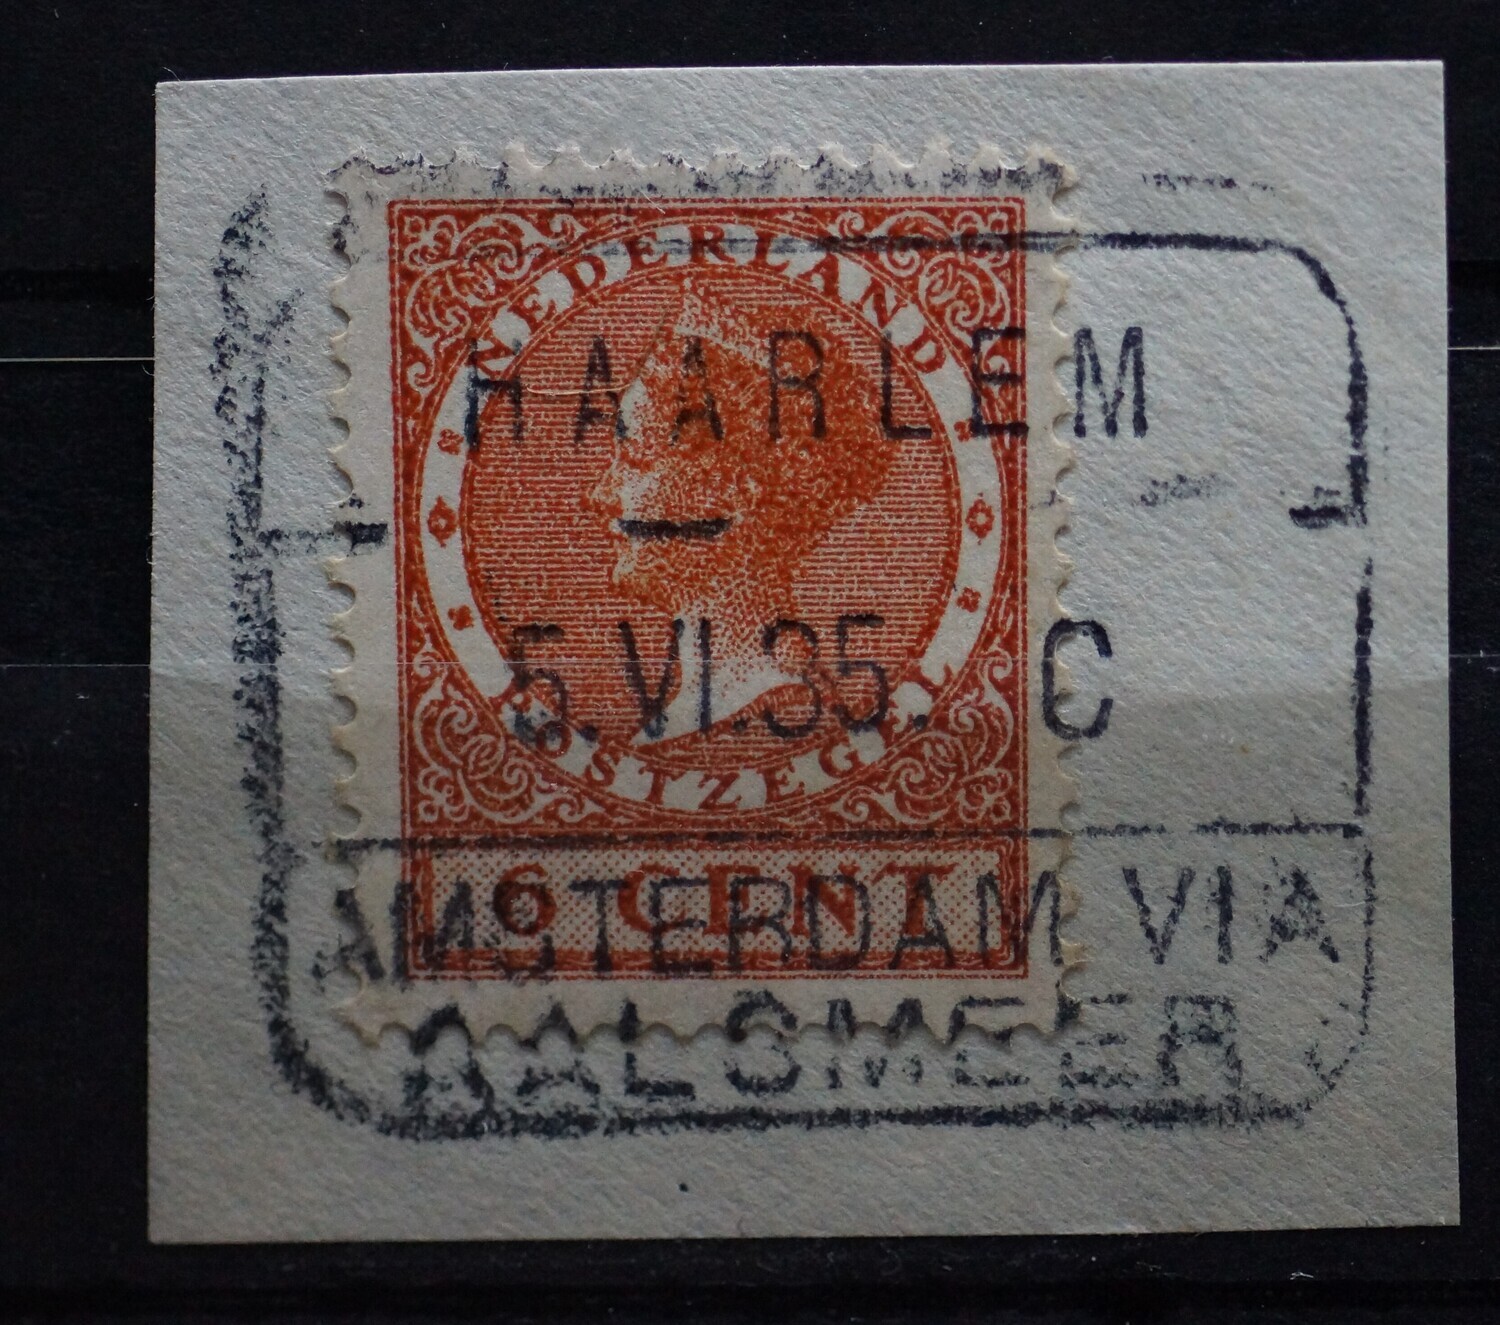 NEDERLAND
HAARLEM
5.VI.35. C
POSTZEGEL
6 CENT
AMSTERDAM VIA
AALSMEER